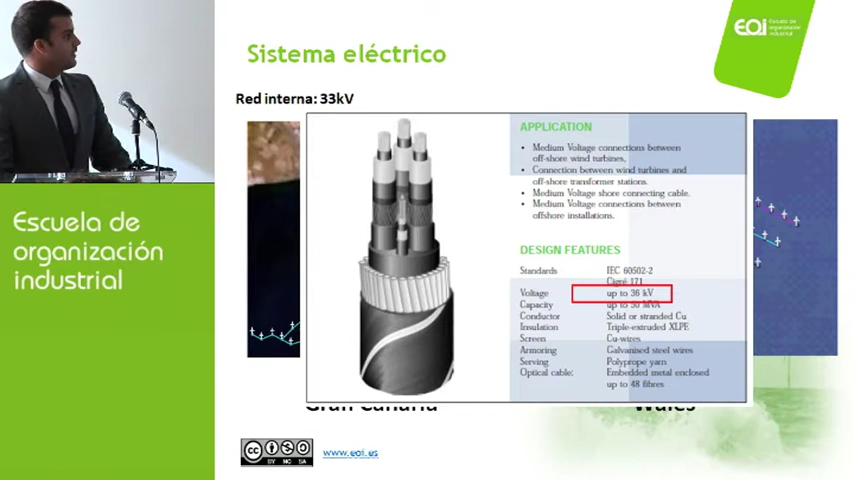 Sistema eléctrico
EOi Escuela de
organización
industrial
Red interna: 33kV
APPLICATION
• Medium Voltage connections between
off-shore wind turbines,
• Connection between wind turbines and
off-shore transformer stations.
• Medium Voltage shore connecting cable.
• Medium Voltage connections between
offshore installations.
DESIGN FEATURES
Standards IEC 60502-2
Cigré 171
Voltage up to 36 kV
Capacity up to 50 MVA
Conductor Solid or stranded Cu
Insulation Triple-extruded XLPE
Screen Cu-wires
Armoring Galvanised steel wires
Serving Polyprope yarn
Optical cable: Embedded metal enclosed
up to 48 fibres
Gran Canaria
Wales
Escuela de
organización
industrial
cc BY NC SA
www.eoi.es